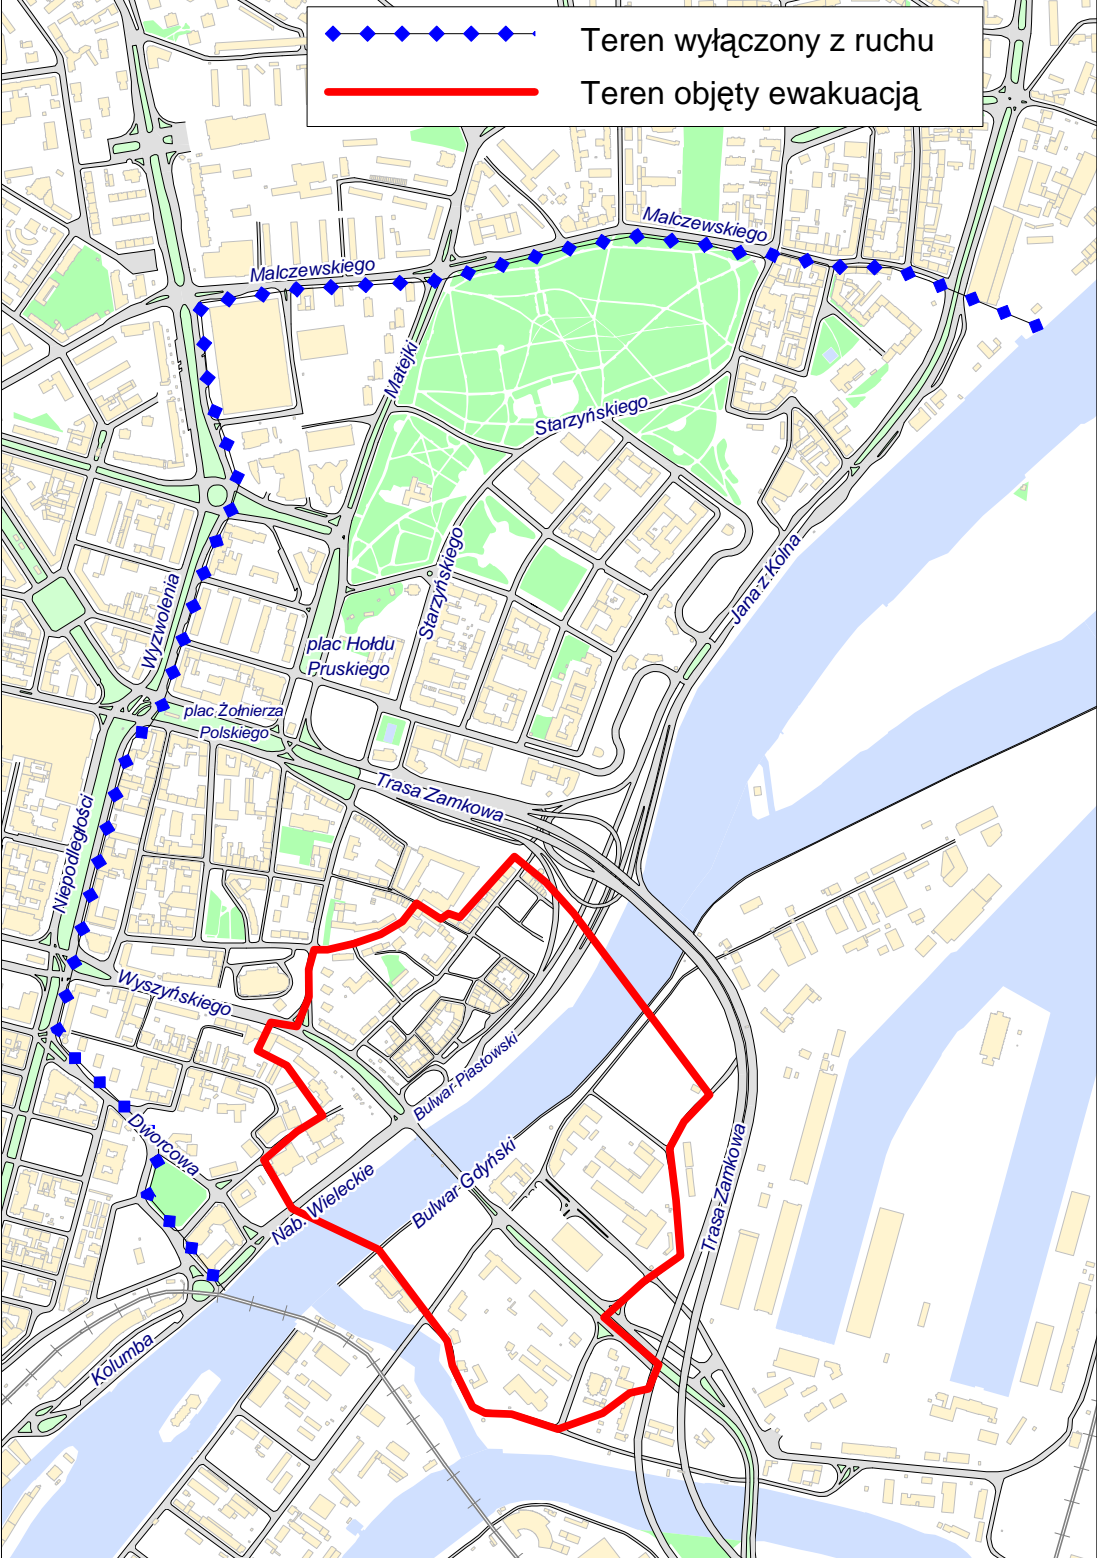 Teren wyłączony z ruchu
Teren objęty ewakuacją
Malczewskiego
Malczewskiego
Matejki
Starzyńskiego
Starzyńskiego
Jana z Kolna
Wyzwolenia
plac Hołdu
Pruskiego
plac Żołnierza
Polskiego
Trasa Zamkowa
Niepodległości
Wyszyńskiego
Bulwar Piastowski
Dworcowa
Nab. Wieleckie
Bulwar Gdyński
Trasa Zamkowa
Kolumba